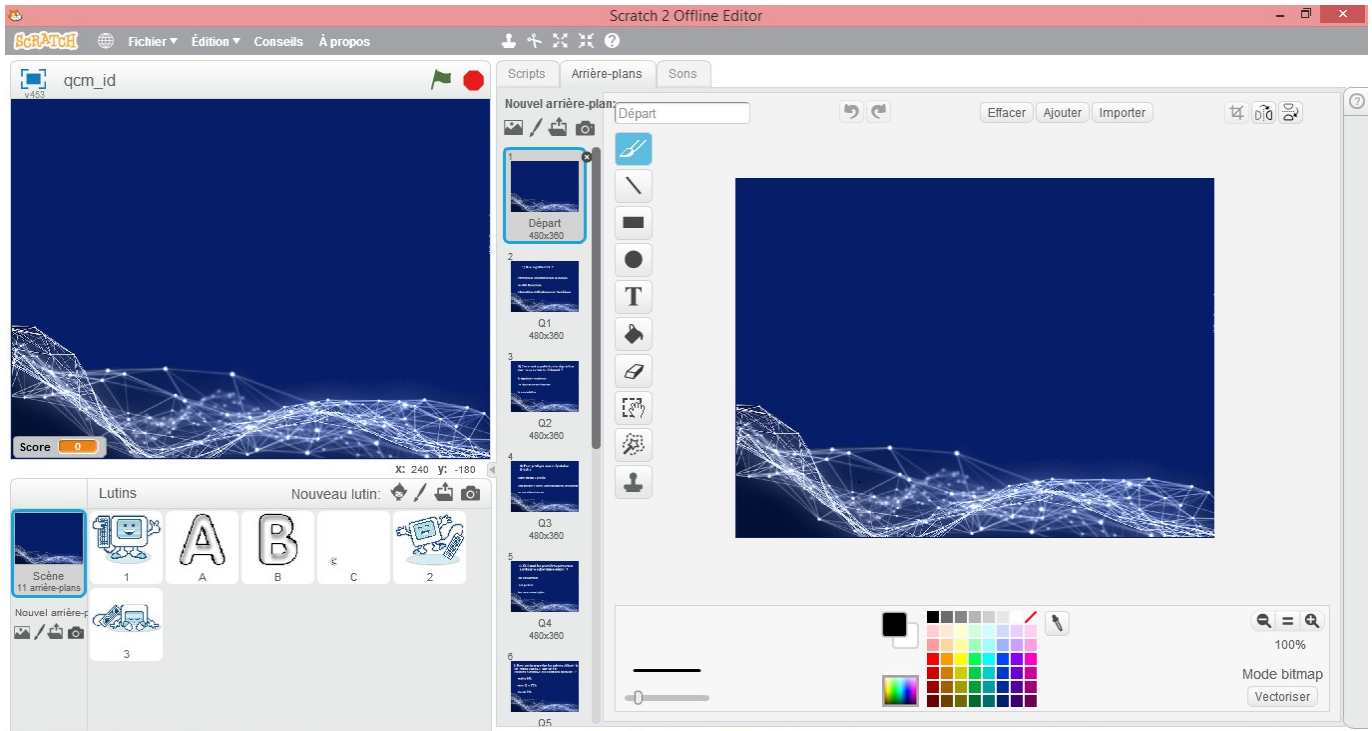 Scratch 2 Offline Editor
SCRATCH Fichier Édition Conseils À propos
v453
qcm_id
Score 0
X: 240 y: -180
Scripts Arrière-plans Sons
Nouvel arrière-plan:
1
Départ
480x360
2
Q1
480x360
3
Q2
480x360
4
Q3
480x360
5
Q4
480x360
6
Q5
Départ
Effacer Ajouter Importer
T
100%
Mode bitmap
Vectoriser
Lutins Nouveau lutin:
Scène
11 arrière-plans
Nouvel arrière-p
1
A
A
B
B
c
C
2
3